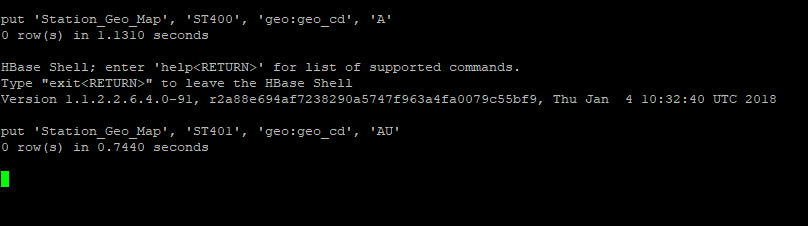 put 'Station_Geo_Map', 'ST400', 'geo:geo_cd', 'A'
0 row(s) in 1.1310 seconds
HBase Shell; enter 'help<RETURN>' for list of supported commands.
Type "exit<RETURN>" to leave the HBase Shell
Version 1.1.2.2.6.4.0-91, r2a88e694af7238290a5747f963a4fa0079c55bf9, Thu Jan  4 10:32:40 UTC 2018
put 'Station_Geo_Map', 'ST401', 'geo:geo_cd', 'AU'
0 row(s) in 0.7440 seconds